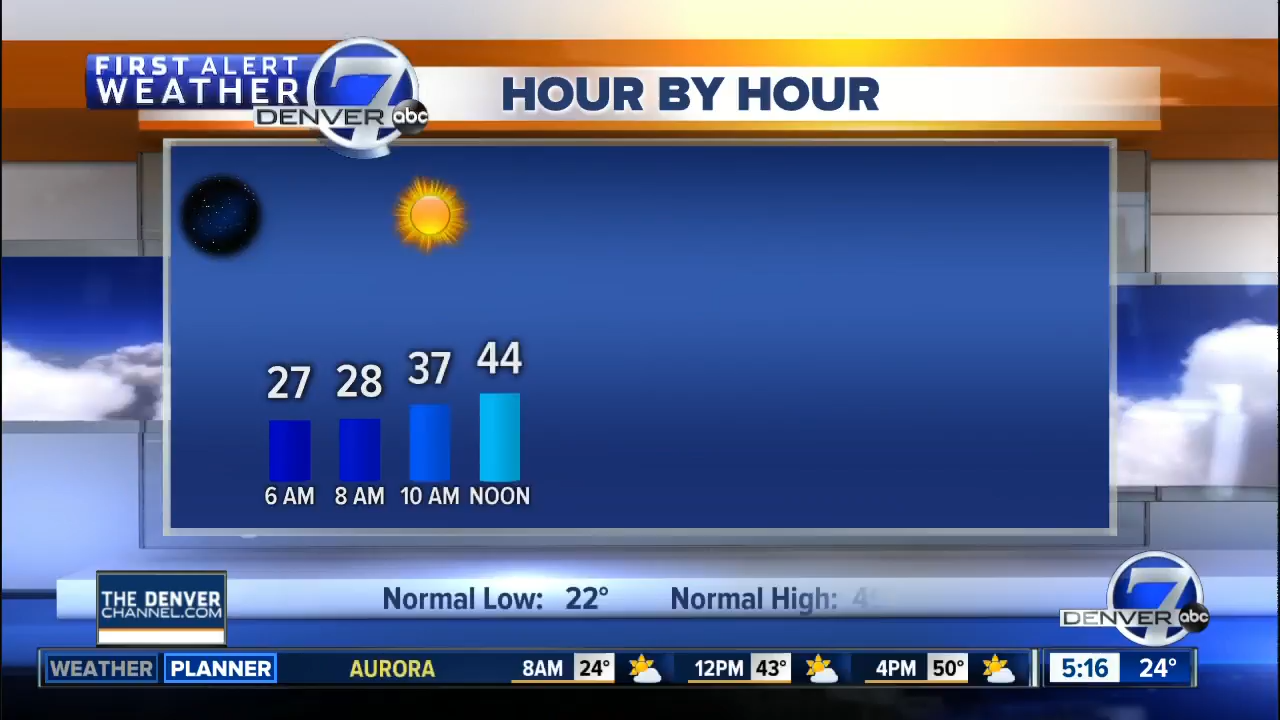 FIRST ALERT
WEATHER
7
DENVER abc
HOUR BY HOUR
27 28 37 44
6 AM 8 AM 10 AM NOON
THE DENVER
CHANNEL.COM
Normal Low: 22° Normal High:
7
DENVER abc
WEATHER PLANNER AURORA 8AM 24° 12PM 43° 4PM 50° 5:16 24°